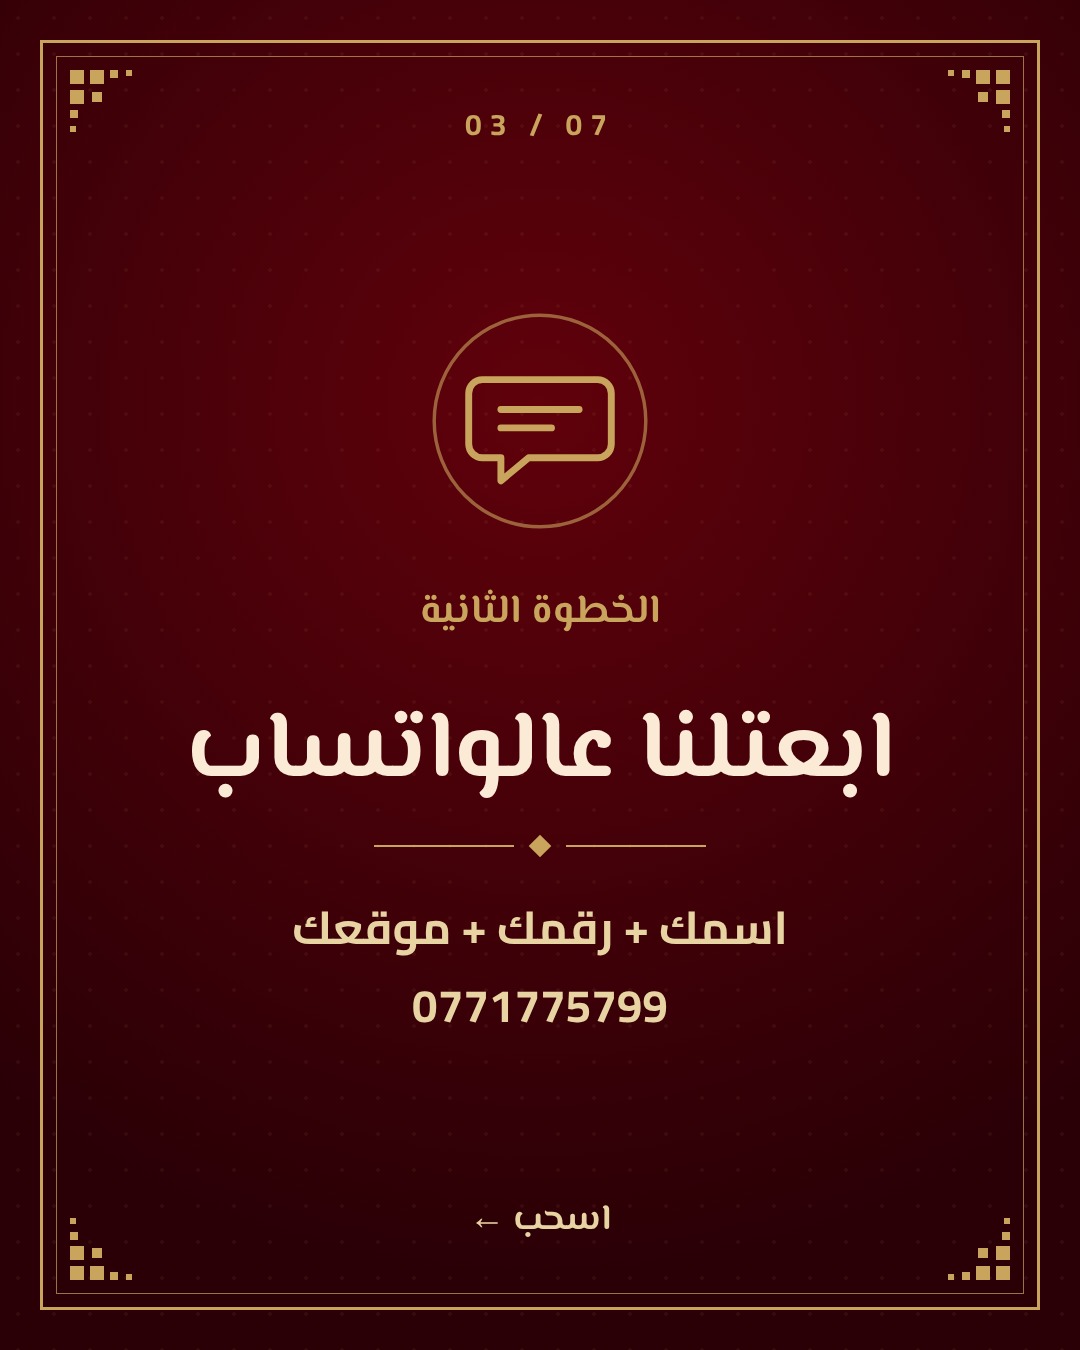 03 / 07
الخطوة الثانية
ابعتلنا عالواتساب
اسمك + رقمك + موقعك
0771775799
اسحب ←